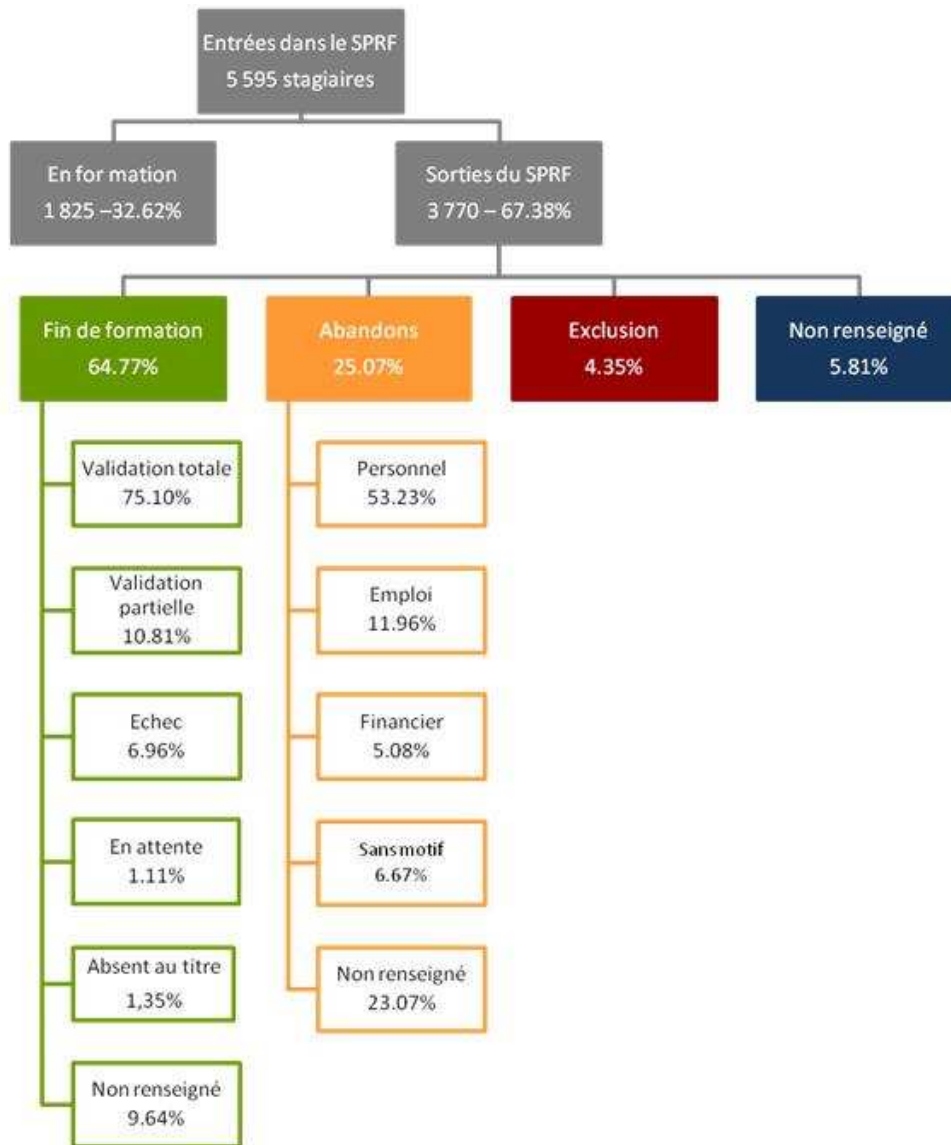 Entrées dans le SPRF
5 595 stagiaires
En for mation
1 825 –32.62%
Sorties du SPRF
3 770 – 67.38%
Fin de formation
64.77%
Abandons
25.07%
Exclusion
4.35%
Non renseigné
5.81%
Validation totale
75.10%
Validation
partielle
10.81%
Echec
6.96%
En attente
1.11%
Absent au titre
1,35%
Non renseigné
9.64%
Personnel
53.23%
Emploi
11.96%
Financier
5.08%
Sans motif
6.67%
Non renseigné
23.07%